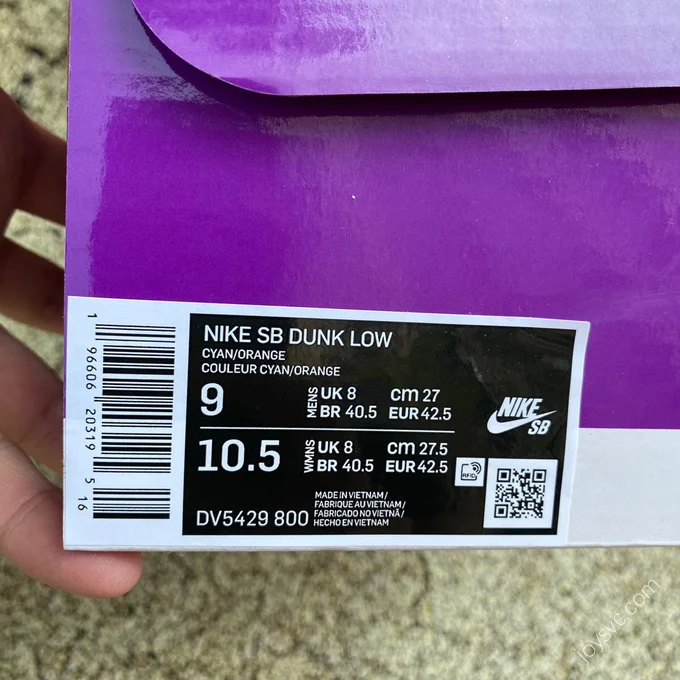 NIKE SB DUNK LOW
CYAN/ORANGE
COULEUR CYAN/ORANGE
9 MENS UK 8 cm 27
BR 40.5 EUR 42.5
10.5 WMNS UK 8 cm 27.5
BR 40.5 EUR 42.5
DV5429 800
MADE IN VIETNAM/
FABRIQUE AU VIETNAM/
FABRICADO NO VIETNÃ/
HECHO EN VIETNAM
NIKE
SB
RFID
1 96606 20319 5 16
joysvc.com